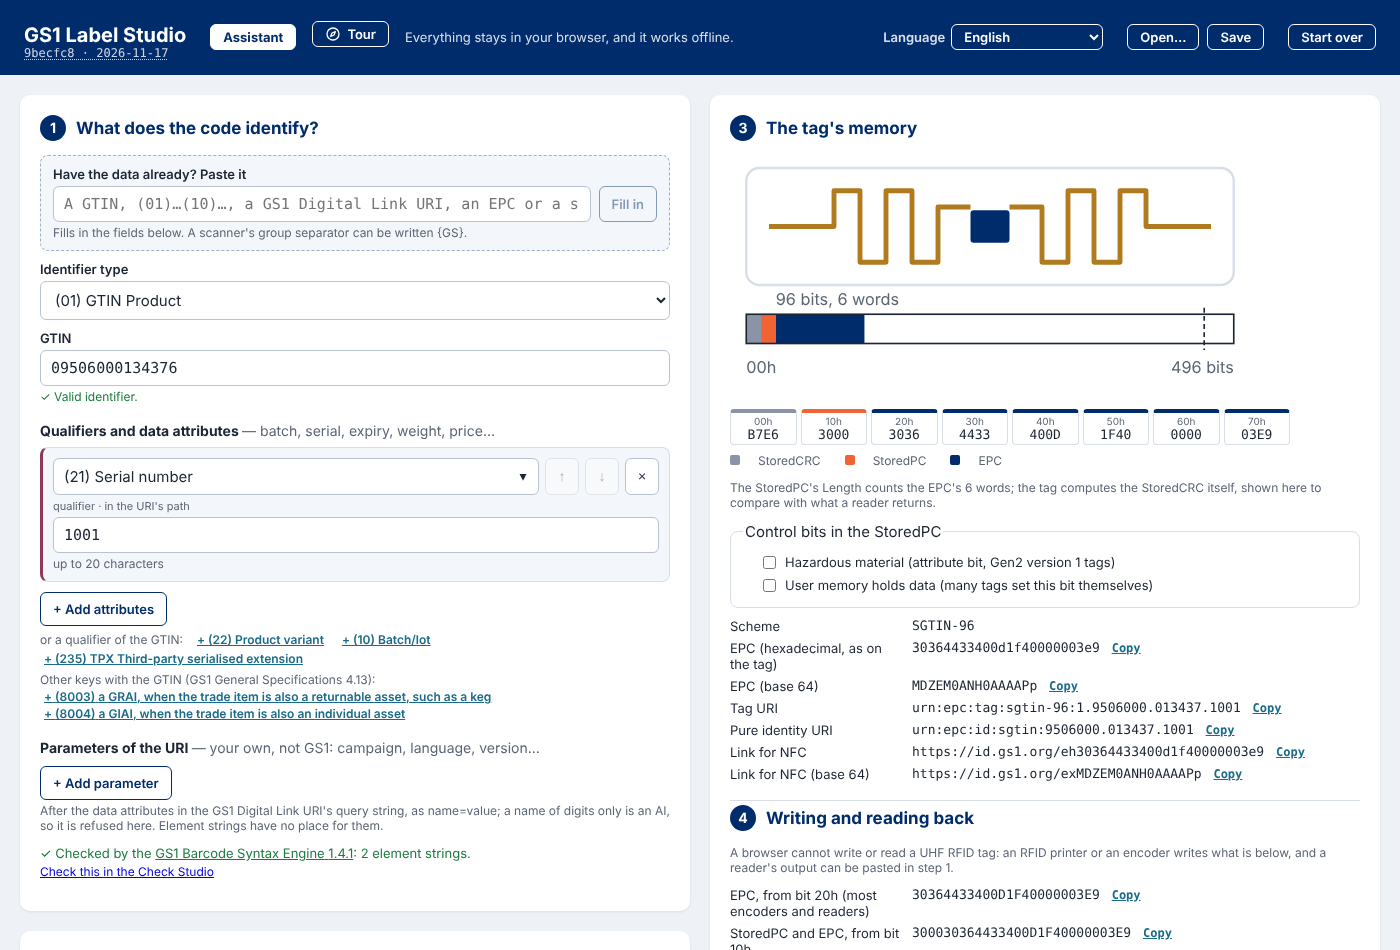 GS1 Label Studio
9becfc8 · 2026-11-17
Assistant
Tour
Everything stays in your browser, and it works offline.
Language
English
Open...
Save
Start over
1 What does the code identify?
Have the data already? Paste it
A GTIN, (01)…(10)…, a GS1 Digital Link URI, an EPC or a s
Fill in
Fills in the fields below. A scanner's group separator can be written {GS}.
Identifier type
(01) GTIN Product
GTIN
09506000134376
✓ Valid identifier.
Qualifiers and data attributes — batch, serial, expiry, weight, price...
(21) Serial number ▼ ↑ ↓ ×
qualifier · in the URI's path
1001
up to 20 characters
+ Add attributes
or a qualifier of the GTIN: + (22) Product variant + (10) Batch/lot
+ (235) TPX Third-party serialised extension
Other keys with the GTIN (GS1 General Specifications 4.13):
+ (8003) a GRAI, when the trade item is also a returnable asset, such as a keg
+ (8004) a GIAI, when the trade item is also an individual asset
Parameters of the URI — your own, not GS1: campaign, language, version...
+ Add parameter
After the data attributes in the GS1 Digital Link URI's query string, as name=value; a name of digits only is an AI,
so it is refused here. Element strings have no place for them.
✓ Checked by the GS1 Barcode Syntax Engine 1.4.1: 2 element strings.
Check this in the Check Studio
3 The tag's memory
96 bits, 6 words
00h 496 bits
00h 10h 20h 30h 40h 50h 60h 70h
B7E6 3000 3036 4433 400D 1F40 0000 03E9
StoredCRC StoredPC EPC
The StoredPC's Length counts the EPC's 6 words; the tag computes the StoredCRC itself, shown here to
compare with what a reader returns.
Control bits in the StoredPC
Hazardous material (attribute bit, Gen2 version 1 tags)
User memory holds data (many tags set this bit themselves)
Scheme SGTIN-96
EPC (hexadecimal, as on 30364433400d1f40000003e9 Copy
the tag)
EPC (base 64) MDZEM0ANH0AAAAPp Copy
Tag URI urn:epc:tag:sgtin-96:1.9506000.013437.1001 Copy
Pure identity URI urn:epc:id:sgtin:9506000.013437.1001 Copy
Link for NFC https://id.gs1.org/eh30364433400d1f40000003e9 Copy
Link for NFC (base 64) https://id.gs1.org/exMDZEM0ANH0AAAAPp Copy
4 Writing and reading back
A browser cannot write or read a UHF RFID tag: an RFID printer or an encoder writes what is below, and a
reader's output can be pasted in step 1.
EPC, from bit 20h (most 30364433400D1F40000003E9 Copy
encoders and readers)
StoredPC and EPC, from bit 300030364433400D1F40000003E9 Copy
10h